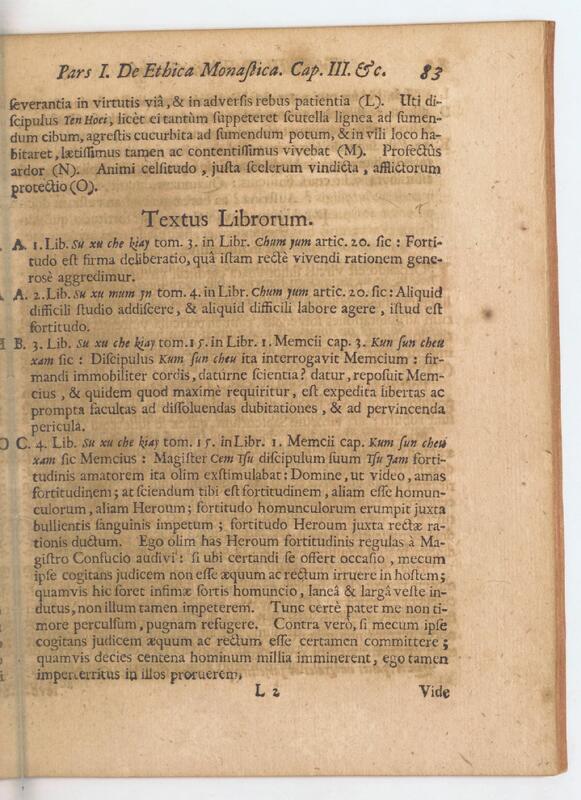 Pars I. De Ethica Monaſtica. Cap. III. &c. 83
ſeverantia in virtutis viâ, & in adverſis rebus patientia (L). Uti di-
ſcipulus Yen Hoei, licèt ei tantùm ſuppeteret ſcutella lignea ad ſumen-
dum cibum, agreſtis cucurbita ad ſumendum potum, & in vili loco ha-
bitaret, lætiſſimus tamen ac contentiſſimus vivebat (M). Profectûs
ardor (N). Animi celſitudo, juſta ſcelerum vindicta, afflictorum
protectio (O).
Textus Librorum.
A. 1. Lib. Su xu che kiay tom. 3. in Libr. Chum yum artic. 20. ſic: Forti-
tudo eſt firma deliberatio, quâ iſtam rectè vivendi rationem gene-
rosè aggredimur.
A. 2. Lib. Su xu mum yn tom. 4. in Libr. Chum yum artic. 20. ſic: Aliquid
difficili ſtudio addiſcere, & aliquid difficili labore agere, iſtud eſt
fortitudo.
B. 3. Lib. Su xu che kiay tom. 15. in Libr. 1. Memcii cap. 3. Kun ſun cheu
xam ſic: Diſcipulus Kum ſun cheu ita interrogavit Memcium: fir-
mandi immobiliter cordis, daturne ſcientia? datur, repoſuit Mem-
cius, & quidem quod maximè requiritur, eſt expedita libertas ac
prompta facultas ad diſſoluendas dubitationes, & ad pervincenda
pericula.
C. 4. Lib. Su xu che kiay tom. 15. in Libr. 1. Memcii cap. Kum ſun cheu
xam ſic Memcius: Magiſter Cem Tſu diſcipulum ſuum Tſu Jam forti-
tudinis amatorem ita olim exſtimulabat: Domine, ut video, amas
fortitudinem; at ſciendum tibi eſt fortitudinem, aliam eſſe homun-
culorum, aliam Heroum; fortitudo homunculorum erumpit juxta
bullientis ſanguinis impetum; fortitudo Heroum juxta rectæ ra-
tionis ductum. Ego olim has Heroum fortitudinis regulas à Ma-
giſtro Confucio audivi: ſi ubi certandi ſe offert occaſio, mecum
ipſe cogitans judicem non eſſe æquum ac rectum irruere in hoſtem;
quamvis hic foret infimæ ſortis homuncio, laneâ & largâ veſte in-
dutus, non illum tamen impeterem. Tunc certè patet me non ti-
more perculſum, pugnam refugere. Contra verò, ſi mecum ipſe
cogitans judicem æquum ac rectum eſſe certamen committere;
quamvis decies centena hominum millia imminerent, ego tamen
imperterritus in illos proruerem.
L 2 Vide